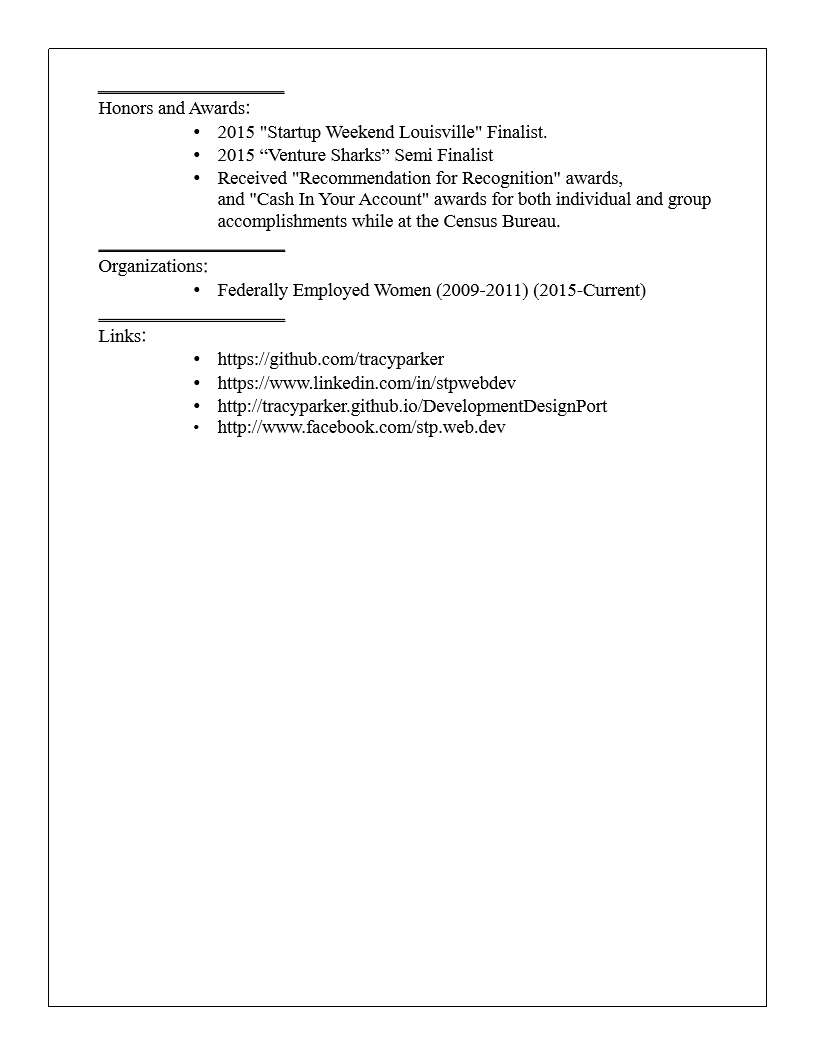 Honors and Awards:
• 2015 "Startup Weekend Louisville" Finalist.
• 2015 “Venture Sharks” Semi Finalist
• Received "Recommendation for Recognition" awards,
and "Cash In Your Account" awards for both individual and group
accomplishments while at the Census Bureau.
Organizations:
• Federally Employed Women (2009-2011) (2015-Current)
Links:
• https://github.com/tracyparker
• https://www.linkedin.com/in/stpwebdev
• http://tracyparker.github.io/DevelopmentDesignPort
• http://www.facebook.com/stp.web.dev